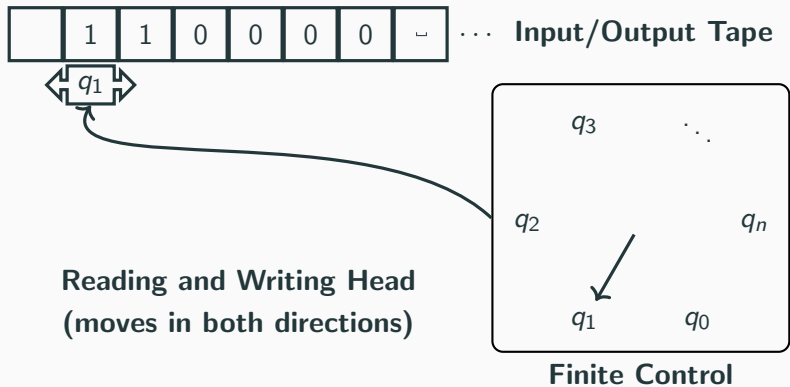 1 1 0 0 0 0 ␣ ··· Input/Output Tape
q₁
q₃ ⋱
q₂ qₙ
Reading and Writing Head
(moves in both directions)
q₁ q₀
Finite Control